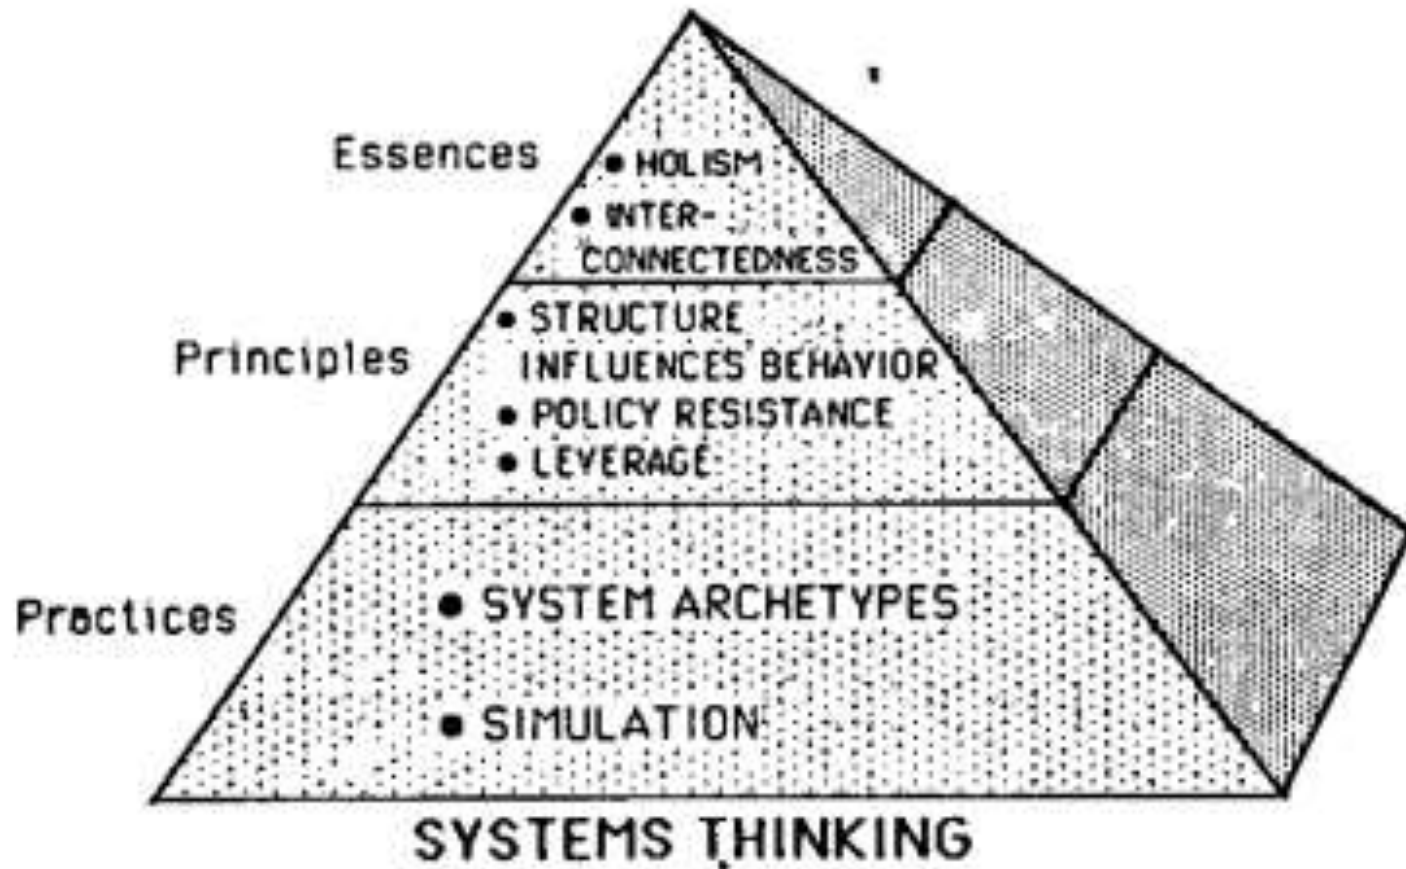 Essences
● HOLISM
● INTER-
CONNECTEDNESS
Principles
● STRUCTURE
INFLUENCES BEHAVIOR
● POLICY RESISTANCE
● LEVERAGE
Practices
● SYSTEM ARCHETYPES
● SIMULATION
SYSTEMS THINKING